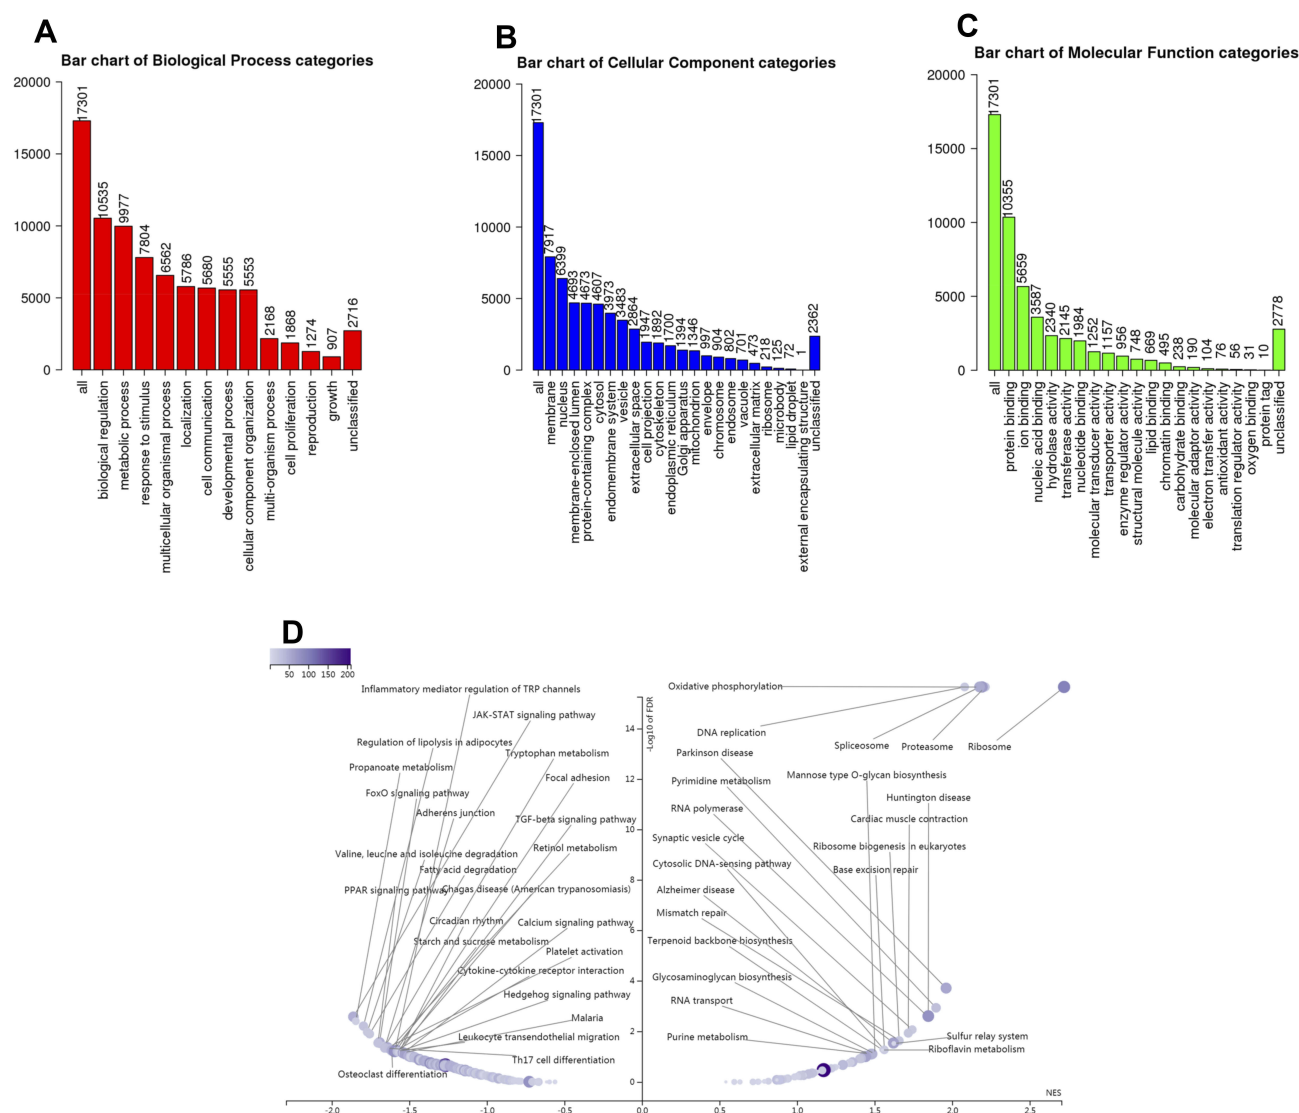 A
Bar chart of Biological Process categories
20000
15000
10000
5000
0
17301
10535
9977
7804
6562
5786
5680
5555
5553
2168
1868
1274
907
2716
all
biological regulation
metabolic process
response to stimulus
multicellular organismal process
localization
cell communication
developmental process
cellular component organization
multi-organism process
cell proliferation
reproduction
growth
unclassified
B
Bar chart of Cellular Component categories
20000
15000
10000
5000
0
17301
7917
6399
4693
4673
4607
3973
3483
2864
1947
1892
1700
1394
1346
997
904
802
701
473
218
125
72
1
2362
all
membrane
nucleus
membrane-enclosed lumen
protein-containing complex
cytosol
endomembrane system
vesicle
extracellular space
cell projection
cytoskeleton
endoplasmic reticulum
Golgi apparatus
mitochondrion
envelope
chromosome
endosome
vacuole
extracellular matrix
ribosome
microbody
lipid droplet
external encapsulating structure
unclassified
C
Bar chart of Molecular Function categories
20000
15000
10000
5000
0
17301
10355
5659
3587
2340
2145
1984
1252
1157
956
748
669
495
238
190
104
76
56
31
10
2778
all
protein binding
ion binding
nucleic acid binding
hydrolase activity
transferase activity
nucleotide binding
molecular transducer activity
transporter activity
enzyme regulator activity
structural molecule activity
lipid binding
chromatin binding
carbohydrate binding
molecular adaptor activity
electron transfer activity
antioxidant activity
translation regulator activity
oxygen binding
protein tag
unclassified
D
50 100 150 200
Inflammatory mediator regulation of TRP channels
JAK-STAT signaling pathway
Regulation of lipolysis in adipocytes
Tryptophan metabolism
Propanoate metabolism
Focal adhesion
FoxO signaling pathway
Adherens junction
TGF-beta signaling pathway
Retinol metabolism
Valine, leucine and isoleucine degradation
Fatty acid degradation
PPAR signaling pathway
Chagas disease (American trypanosomiasis)
Circadian rhythm
Calcium signaling pathway
Starch and sucrose metabolism
Platelet activation
Cytokine-cytokine receptor interaction
Hedgehog signaling pathway
Malaria
Leukocyte transendothelial migration
Th17 cell differentiation
Osteoclast differentiation
-Log10 of FDR
14
12
10
8
6
4
2
0
Oxidative phosphorylation
DNA replication
Spliceosome
Proteasome
Ribosome
Parkinson disease
Mannose type O-glycan biosynthesis
Pyrimidine metabolism
Huntington disease
RNA polymerase
Cardiac muscle contraction
Synaptic vesicle cycle
Ribosome biogenesis in eukaryotes
Cytosolic DNA-sensing pathway
Base excision repair
Alzheimer disease
Mismatch repair
Terpenoid backbone biosynthesis
Glycosaminoglycan biosynthesis
RNA transport
Purine metabolism
Sulfur relay system
Riboflavin metabolism
NES
-2.0 -1.5 -1.0 -0.5 0.0 0.5 1.0 1.5 2.0 2.5